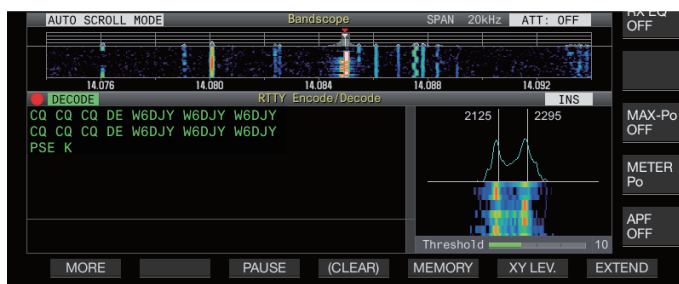 AUTO SCROLL MODE Bandscope SPAN 20kHz ATT: OFF
RX EQ
OFF
14.076 14.080 14.084 14.088 14.092
DECODE RTTY Encode/Decode INS
CQ CQ CQ DE W6DJY W6DJY W6DJY
CQ CQ CQ DE W6DJY W6DJY W6DJY
PSE K
2125 2295
MAX-Po
OFF
METER
Po
APF
OFF
Threshold 10
MORE PAUSE (CLEAR) MEMORY XY LEV. EXTEND